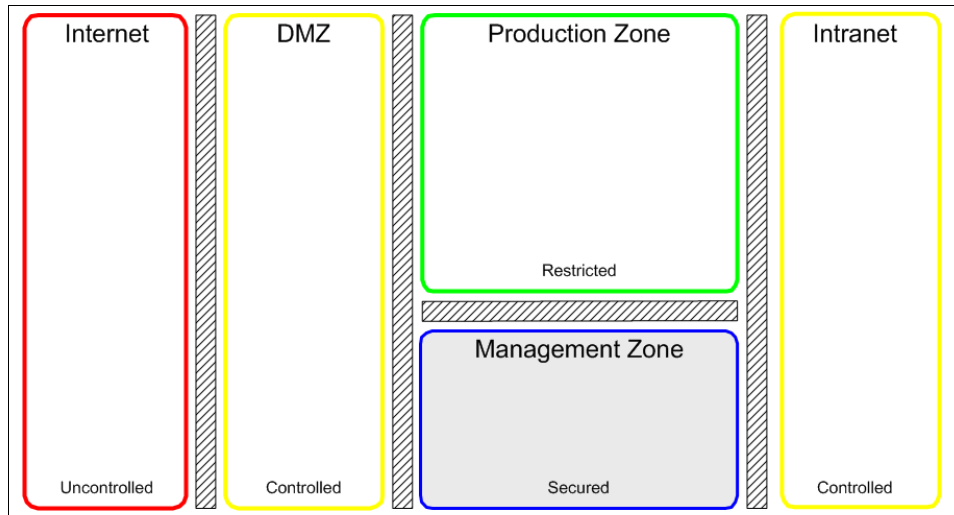 Internet
Uncontrolled
DMZ
Controlled
Production Zone
Restricted
Management Zone
Secured
Intranet
Controlled